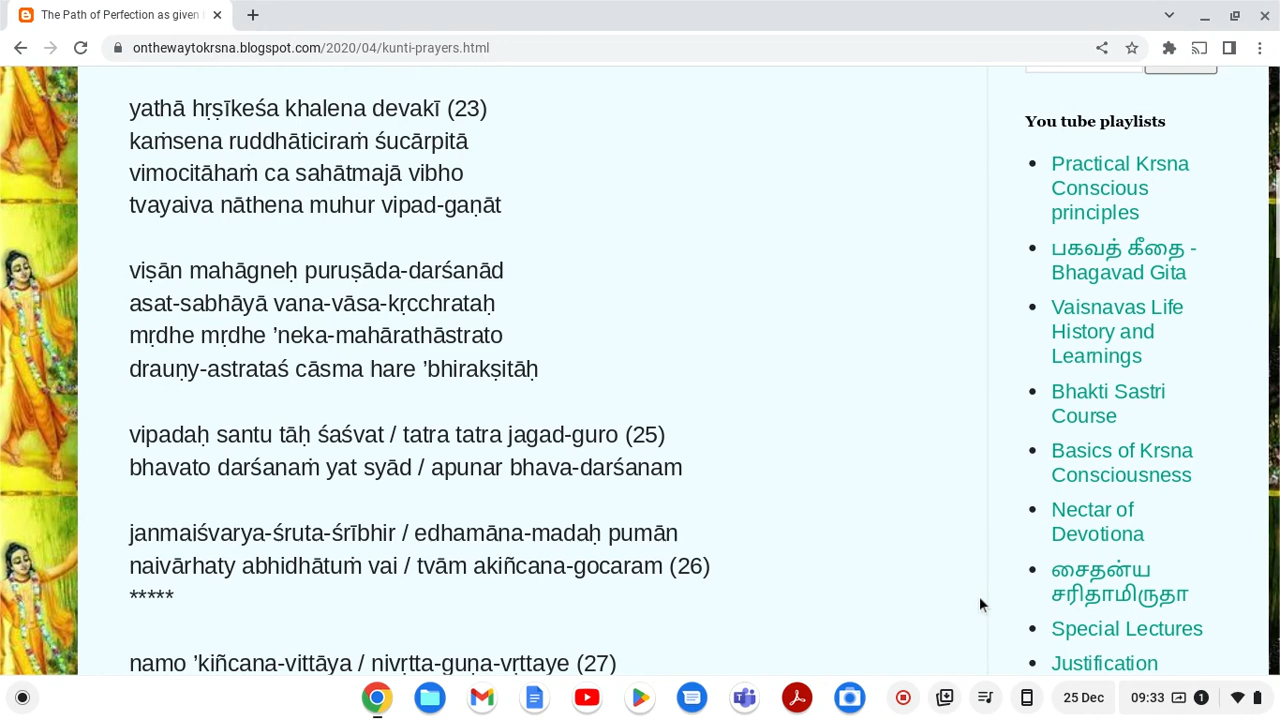 The Path of Perfection as given
onthewaytokrsna.blogspot.com/2020/04/kunti-prayers.html
yathā hṛṣīkeśa khalena devakī (23)
kaṁsena ruddhāticiraṁ śucārpitā
vimocitāhaṁ ca sahātmajā vibho
tvayaiva nāthena muhur vipad-gaṇāt
viṣān mahāgneḥ puruṣāda-darśanād
asat-sabhāyā vana-vāsa-kṛcchrataḥ
mṛdhe mṛdhe ’neka-mahārathāstrato
drauṇy-astrataś cāsma hare ’bhirakṣitāḥ
vipadaḥ santu tāḥ śaśvat / tatra tatra jagad-guro (25)
bhavato darśanaṁ yat syād / apunar bhava-darśanam
janmaiśvarya-śruta-śrībhir / edhamāna-madaḥ pumān
naivārhaty abhidhātuṁ vai / tvām akiñcana-gocaram (26)
*****
namo ’kiñcana-vittāya / nivṛtta-guṇa-vṛttaye (27)
You tube playlists
Practical Krsna
Conscious
principles
பகவத் கீதை -
Bhagavad Gita
Vaisnavas Life
History and
Learnings
Bhakti Sastri
Course
Basics of Krsna
Consciousness
Nectar of
Devotiona
சைதன்ய
சரிதாமிருதா
Special Lectures
Justification
25 Dec
09:33
1